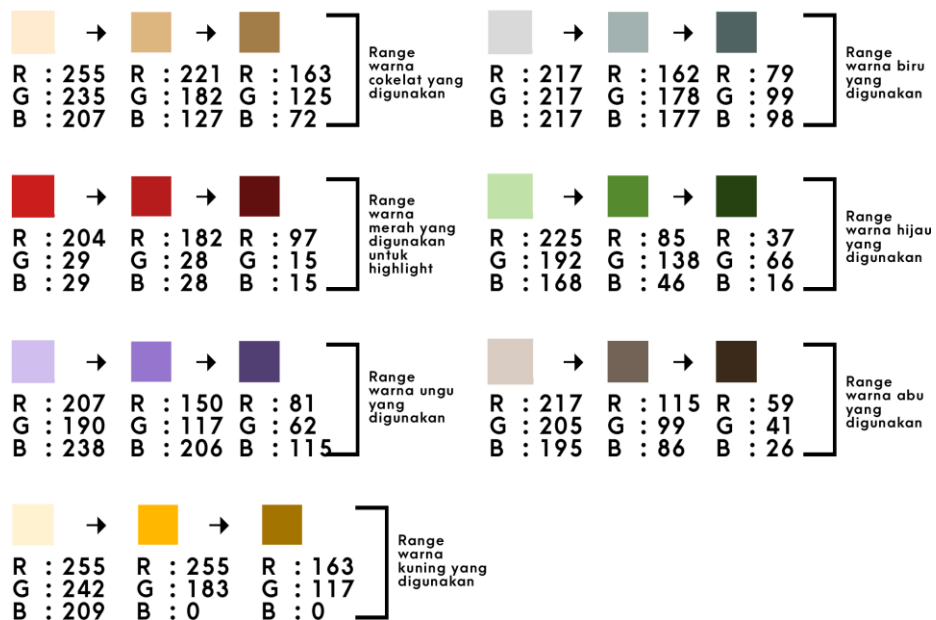 R : 255 R : 221 R : 163
G : 235 G : 182 G : 125
B : 207 B : 127 B : 72
Range
warna
cokelat yang
digunakan
R : 217 R : 162 R : 79
G : 217 G : 178 G : 99
B : 217 B : 177 B : 98
Range
warna biru
yang
digunakan
R : 204 R : 182 R : 97
G : 29 G : 28 G : 15
B : 29 B : 28 B : 15
Range
warna
merah yang
digunakan
untuk
highlight
R : 225 R : 85 R : 37
G : 192 G : 138 G : 66
B : 168 B : 46 B : 16
Range
warna hijau
yang
digunakan
R : 207 R : 150 R : 81
G : 190 G : 117 G : 62
B : 238 B : 206 B : 115
Range
warna ungu
yang
digunakan
R : 217 R : 115 R : 59
G : 205 G : 99 G : 41
B : 195 B : 86 B : 26
Range
warna abu
yang
digunakan
R : 255 R : 255 R : 163
G : 242 G : 183 G : 117
B : 209 B : 0 B : 0
Range
warna
kuning yang
digunakan